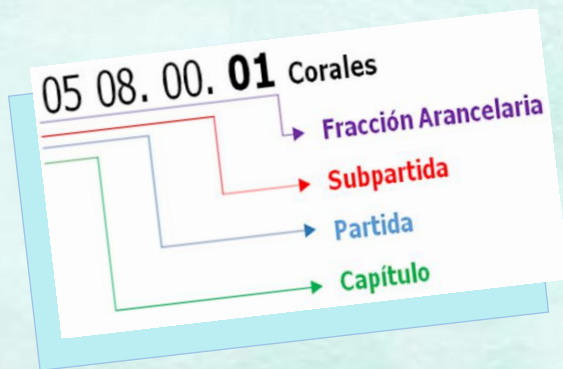 05 08. 00. 01 Corales
Fracción Arancelaria
Subpartida
Partida
Capítulo